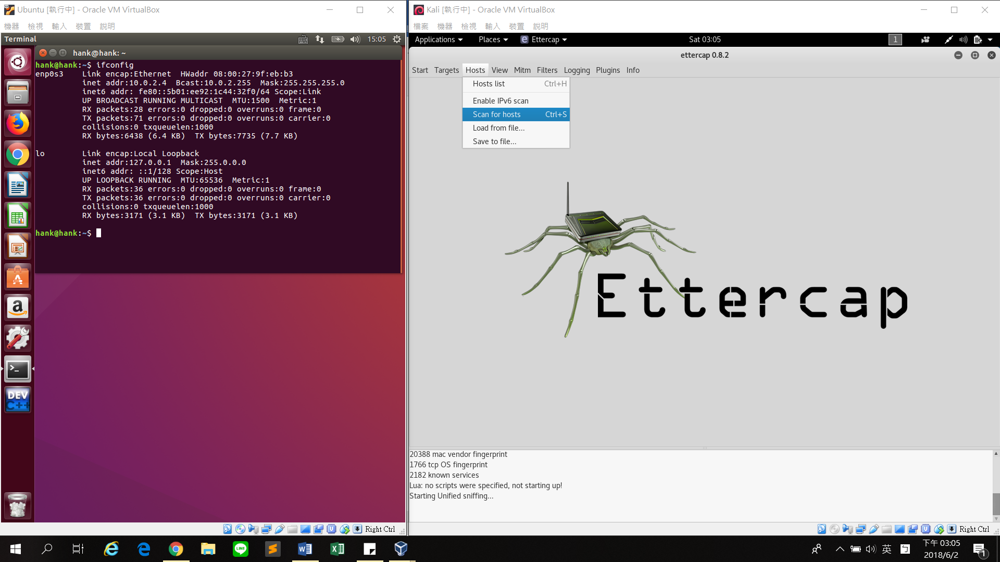 Ubuntu [執行中] - Oracle VM VirtualBox
機器 檢視 輸入 裝置 說明
Terminal 15:05
hank@hank: ~
hank@hank:~$ ifconfig
enp0s3    Link encap:Ethernet  HWaddr 08:00:27:9f:eb:b3
          inet addr:10.0.2.4  Bcast:10.0.2.255  Mask:255.255.255.0
          inet6 addr: fe80::5b01:ee92:1c44:32f0/64 Scope:Link
          UP BROADCAST RUNNING MULTICAST  MTU:1500  Metric:1
          RX packets:28 errors:0 dropped:0 overruns:0 frame:0
          TX packets:71 errors:0 dropped:0 overruns:0 carrier:0
          collisions:0 txqueuelen:1000
          RX bytes:6438 (6.4 KB)  TX bytes:7735 (7.7 KB)
lo        Link encap:Local Loopback
          inet addr:127.0.0.1  Mask:255.0.0.0
          inet6 addr: ::1/128 Scope:Host
          UP LOOPBACK RUNNING  MTU:65536  Metric:1
          RX packets:36 errors:0 dropped:0 overruns:0 frame:0
          TX packets:36 errors:0 dropped:0 overruns:0 carrier:0
          collisions:0 txqueuelen:1000
          RX bytes:3171 (3.1 KB)  TX bytes:3171 (3.1 KB)
hank@hank:~$
DEV
C++
Right Ctrl
Kali [執行中] - Oracle VM VirtualBox
檔案 機器 檢視 輸入 裝置 說明
Applications Places Ettercap Sat 03:05 1
ettercap 0.8.2
Start Targets Hosts View Mitm Filters Logging Plugins Info
Hosts list Ctrl+H
Enable IPv6 scan
Scan for hosts Ctrl+S
Load from file...
Save to file...
Ettercap
20388 mac vendor fingerprint
1766 tcp OS fingerprint
2182 known services
Lua: no scripts were specified, not starting up!
Starting Unified sniffing...
Right Ctrl
LINE
英 ㄅ
下午 03:05
2018/6/2
1